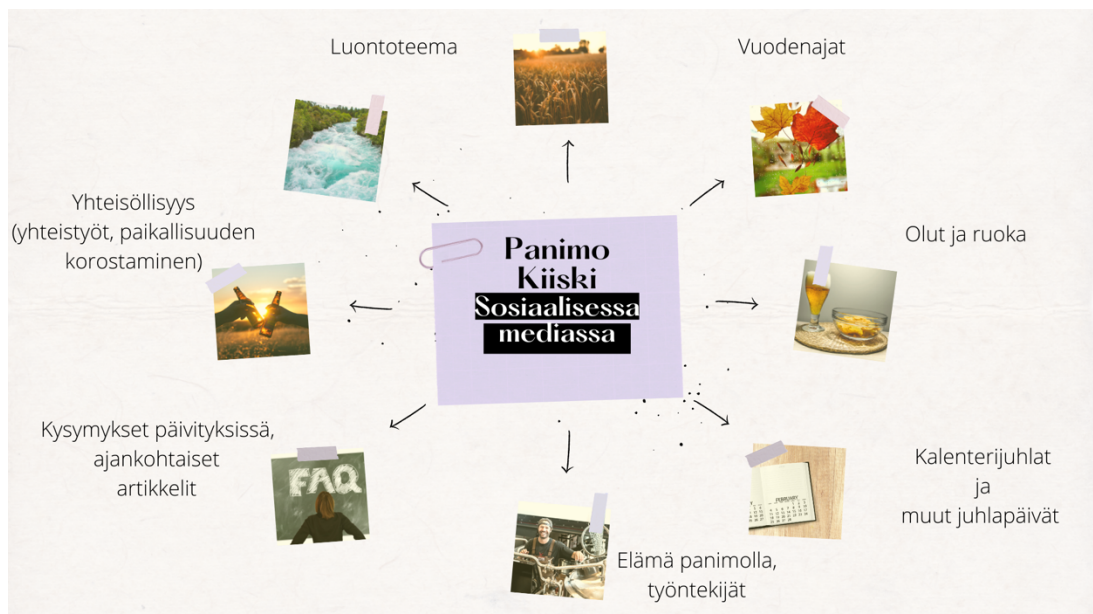 Luontoteema
Vuodenajat
Yhteisöllisyys
(yhteistyöt, paikallisuuden
korostaminen)
Panimo
Kiiski
Sosiaalisessa
mediassa
Olut ja ruoka
Kysymykset päivityksissä,
ajankohtaiset
artikkelit
FAQ
FEBRUARY
Kalenterijuhlat
ja
muut juhlapäivät
Elämä panimolla,
työntekijät